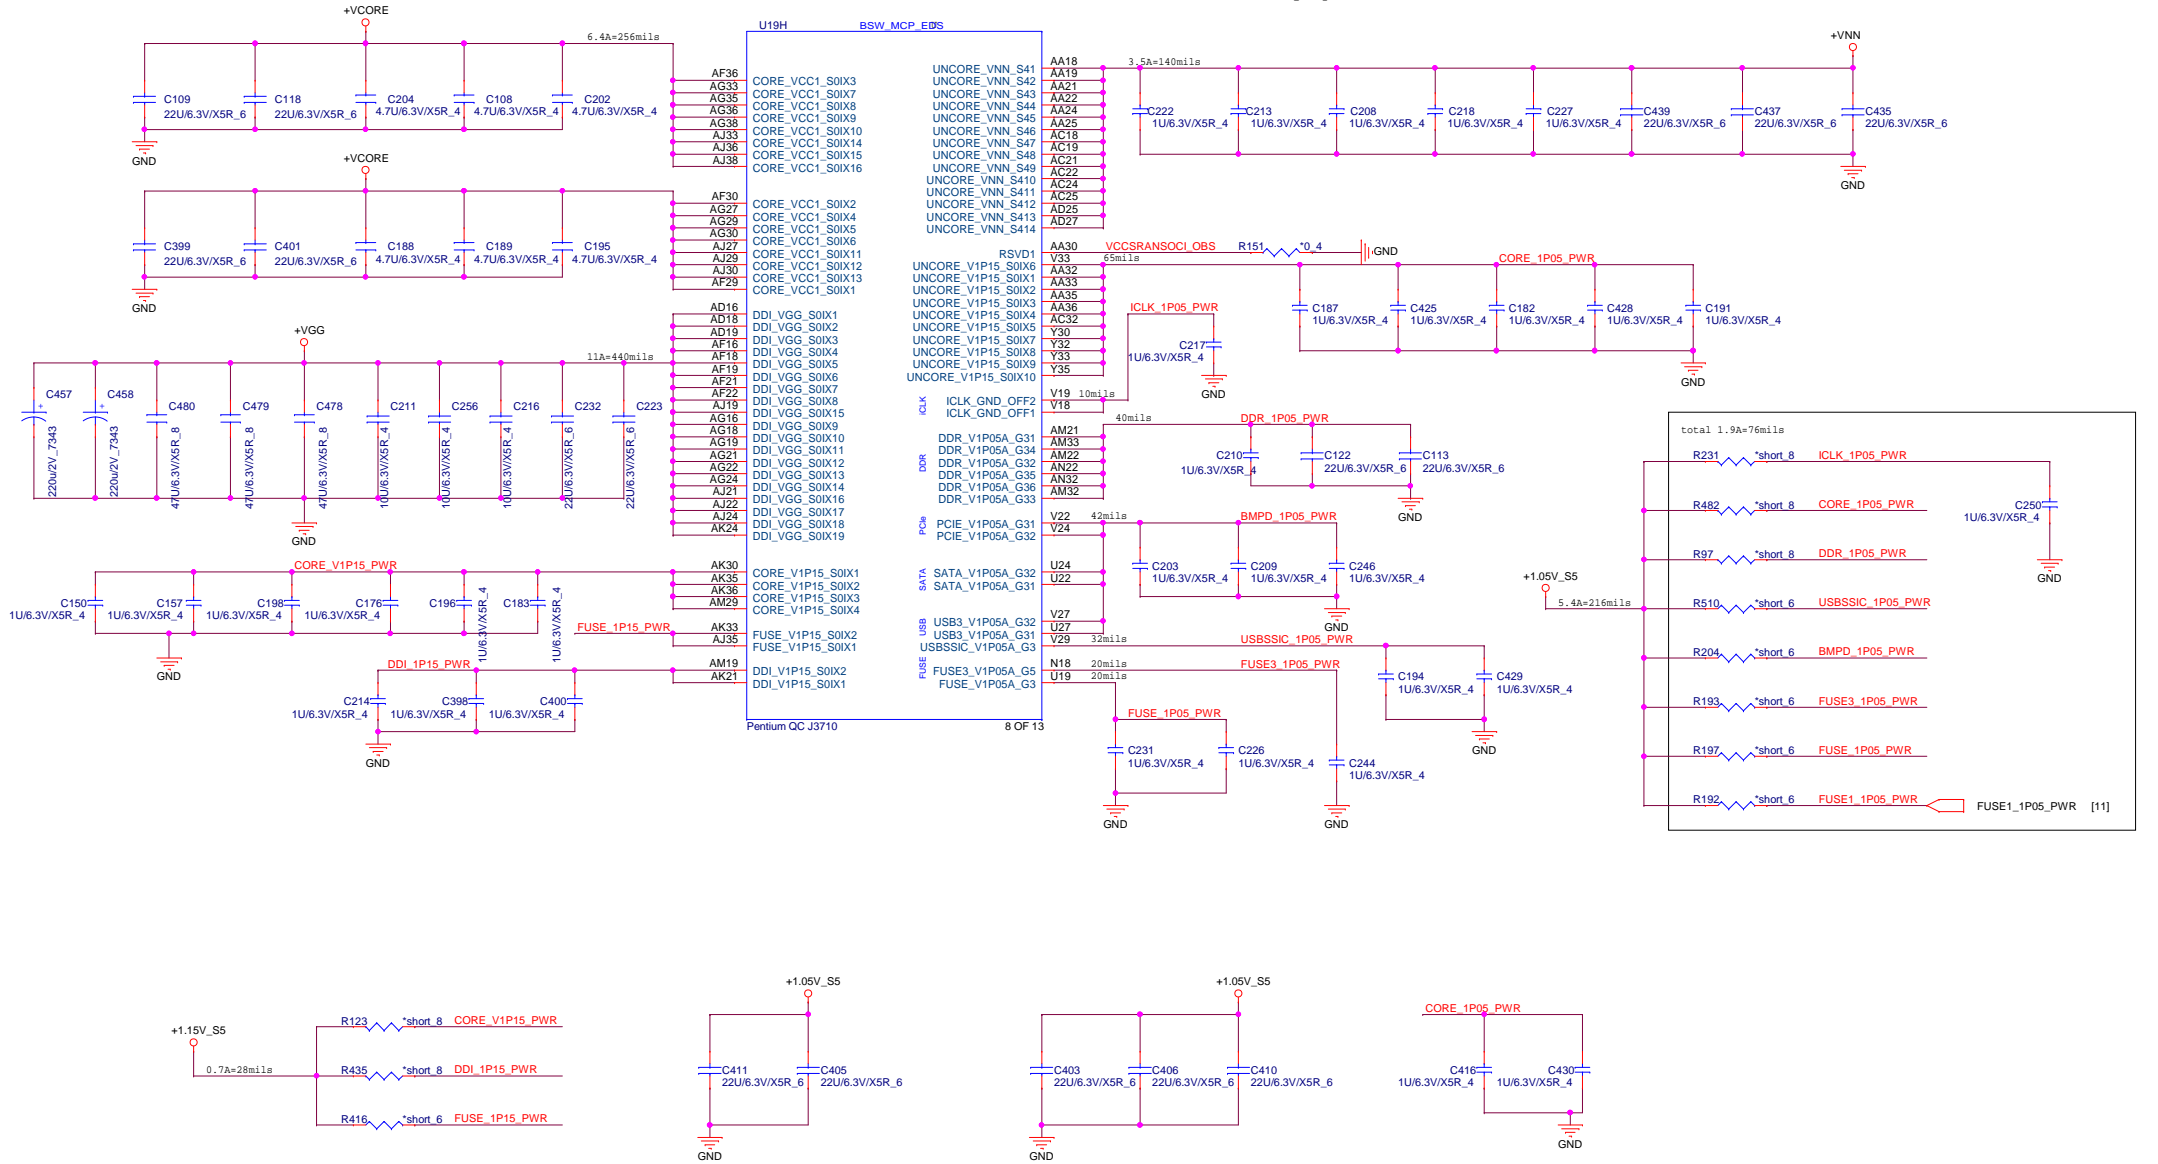 +VCORE
6.4A=256mils
C109
22U/6.3V/X5R_6
C118
22U/6.3V/X5R_6
C204
4.7U/6.3V/X5R_4
C108
4.7U/6.3V/X5R_4
C202
4.7U/6.3V/X5R_4
GND
+VCORE
C399
22U/6.3V/X5R_6
C401
22U/6.3V/X5R_6
C188
4.7U/6.3V/X5R_4
C189
4.7U/6.3V/X5R_4
C195
4.7U/6.3V/X5R_4
GND
+VGG
11A=440mils
C457
220u/2V_7343
C458
220u/2V_7343
C480
47U/6.3V/X5R_8
C479
47U/6.3V/X5R_8
C478
47U/6.3V/X5R_8
C211
10U/6.3V/X5R_4
C256
10U/6.3V/X5R_4
C216
10U/6.3V/X5R_4
C232
22U/6.3V/X5R_6
C223
22U/6.3V/X5R_6
GND
CORE_V1P15_PWR
C150
1U/6.3V/X5R_4
C157
1U/6.3V/X5R_4
C198
1U/6.3V/X5R_4
C176
1U/6.3V/X5R_4
C196
1U/6.3V/X5R_4
C183
1U/6.3V/X5R_4
GND
FUSE_1P15_PWR
DDI_1P15_PWR
C214
1U/6.3V/X5R_4
C398
1U/6.3V/X5R_4
C400
1U/6.3V/X5R_4
GND
U19H
BSW_MCP_EDS
AF36 CORE_VCC1_S0IX3
AG33 CORE_VCC1_S0IX7
AG35 CORE_VCC1_S0IX8
AG36 CORE_VCC1_S0IX9
AG38 CORE_VCC1_S0IX10
AJ33 CORE_VCC1_S0IX14
AJ36 CORE_VCC1_S0IX15
AJ38 CORE_VCC1_S0IX16
AF30 CORE_VCC1_S0IX2
AG27 CORE_VCC1_S0IX4
AG29 CORE_VCC1_S0IX5
AG30 CORE_VCC1_S0IX6
AJ27 CORE_VCC1_S0IX11
AJ29 CORE_VCC1_S0IX12
AJ30 CORE_VCC1_S0IX13
AF29 CORE_VCC1_S0IX1
AD16 DDI_VGG_S0IX1
AD18 DDI_VGG_S0IX2
AD19 DDI_VGG_S0IX3
AF16 DDI_VGG_S0IX4
AF18 DDI_VGG_S0IX5
AF19 DDI_VGG_S0IX6
AF21 DDI_VGG_S0IX7
AF22 DDI_VGG_S0IX8
AJ19 DDI_VGG_S0IX15
AG16 DDI_VGG_S0IX9
AG18 DDI_VGG_S0IX10
AG19 DDI_VGG_S0IX11
AG21 DDI_VGG_S0IX12
AG22 DDI_VGG_S0IX13
AG24 DDI_VGG_S0IX14
AJ21 DDI_VGG_S0IX16
AJ22 DDI_VGG_S0IX17
AJ24 DDI_VGG_S0IX18
AK24 DDI_VGG_S0IX19
AK30 CORE_V1P15_S0IX1
AK35 CORE_V1P15_S0IX2
AK36 CORE_V1P15_S0IX3
AM29 CORE_V1P15_S0IX4
AK33 FUSE_V1P15_S0IX2
AJ35 FUSE_V1P15_S0IX1
AM19 DDI_V1P15_S0IX2
AK21 DDI_V1P15_S0IX1
UNCORE_VNN_S41 AA18
UNCORE_VNN_S42 AA19
UNCORE_VNN_S43 AA21
UNCORE_VNN_S44 AA22
UNCORE_VNN_S45 AA24
UNCORE_VNN_S46 AA25
UNCORE_VNN_S47 AC18
UNCORE_VNN_S48 AC19
UNCORE_VNN_S49 AC21
UNCORE_VNN_S410 AC22
UNCORE_VNN_S411 AC24
UNCORE_VNN_S412 AC25
UNCORE_VNN_S413 AD25
UNCORE_VNN_S414 AD27
RSVD1 AA30
UNCORE_V1P15_S0IX6 V33
UNCORE_V1P15_S0IX1 AA32
UNCORE_V1P15_S0IX2 AA33
UNCORE_V1P15_S0IX3 AA35
UNCORE_V1P15_S0IX4 AA36
UNCORE_V1P15_S0IX5 AC32
UNCORE_V1P15_S0IX7 Y30
UNCORE_V1P15_S0IX8 Y32
UNCORE_V1P15_S0IX9 Y33
UNCORE_V1P15_S0IX10 Y35
iCLK
ICLK_GND_OFF2 V19
ICLK_GND_OFF1 V18
DDR
DDR_V1P05A_G31 AM21
DDR_V1P05A_G34 AM33
DDR_V1P05A_G32 AM22
DDR_V1P05A_G35 AN22
DDR_V1P05A_G36 AN32
DDR_V1P05A_G33 AM32
PCIe
PCIE_V1P05A_G31 V22
PCIE_V1P05A_G32 V24
SATA
SATA_V1P05A_G32 U24
SATA_V1P05A_G31 U22
USB
USB3_V1P05A_G32 V27
USB3_V1P05A_G31 U27
USBSSIC_V1P05A_G3 V29
FUSE
FUSE3_V1P05A_G5 N18
FUSE_V1P05A_G3 U19
Pentium QC J3710
8 OF 13
+VNN
3.5A=140mils
C222
1U/6.3V/X5R_4
C213
1U/6.3V/X5R_4
C208
1U/6.3V/X5R_4
C218
1U/6.3V/X5R_4
C227
1U/6.3V/X5R_4
C439
22U/6.3V/X5R_6
C437
22U/6.3V/X5R_6
C435
22U/6.3V/X5R_6
GND
VCCSRANSOCI_OBS
R151
*0_4
GND
65mils
CORE_1P05_PWR
C187
1U/6.3V/X5R_4
C425
1U/6.3V/X5R_4
C182
1U/6.3V/X5R_4
C428
1U/6.3V/X5R_4
C191
1U/6.3V/X5R_4
GND
ICLK_1P05_PWR
C217
1U/6.3V/X5R_4
GND
10mils
40mils
DDR_1P05_PWR
C210
1U/6.3V/X5R_4
C122
22U/6.3V/X5R_6
C113
22U/6.3V/X5R_6
GND
42mils
BMPD_1P05_PWR
C203
1U/6.3V/X5R_4
C209
1U/6.3V/X5R_4
C246
1U/6.3V/X5R_4
GND
32mils
USBSSIC_1P05_PWR
C194
1U/6.3V/X5R_4
C429
1U/6.3V/X5R_4
GND
20mils
FUSE3_1P05_PWR
20mils
FUSE_1P05_PWR
C231
1U/6.3V/X5R_4
C226
1U/6.3V/X5R_4
C244
1U/6.3V/X5R_4
GND
GND
total 1.9A=76mils
+1.05V_S5
5.4A=216mils
R231 *short_8 ICLK_1P05_PWR
C250
1U/6.3V/X5R_4
GND
R482 *short_8 CORE_1P05_PWR
R97 *short_8 DDR_1P05_PWR
R510 *short_6 USBSSIC_1P05_PWR
R204 *short_6 BMPD_1P05_PWR
R193 *short_6 FUSE3_1P05_PWR
R197 *short_6 FUSE_1P05_PWR
R192 *short_6 FUSE1_1P05_PWR
FUSE1_1P05_PWR [11]
+1.15V_S5
0.7A=28mils
R123 *short_8 CORE_V1P15_PWR
R435 *short_8 DDI_1P15_PWR
R416 *short_6 FUSE_1P15_PWR
+1.05V_S5
C411
22U/6.3V/X5R_6
C405
22U/6.3V/X5R_6
GND
+1.05V_S5
C403
22U/6.3V/X5R_6
C406
22U/6.3V/X5R_6
C410
22U/6.3V/X5R_6
GND
CORE_1P05_PWR
C416
1U/6.3V/X5R_4
C430
1U/6.3V/X5R_4
GND